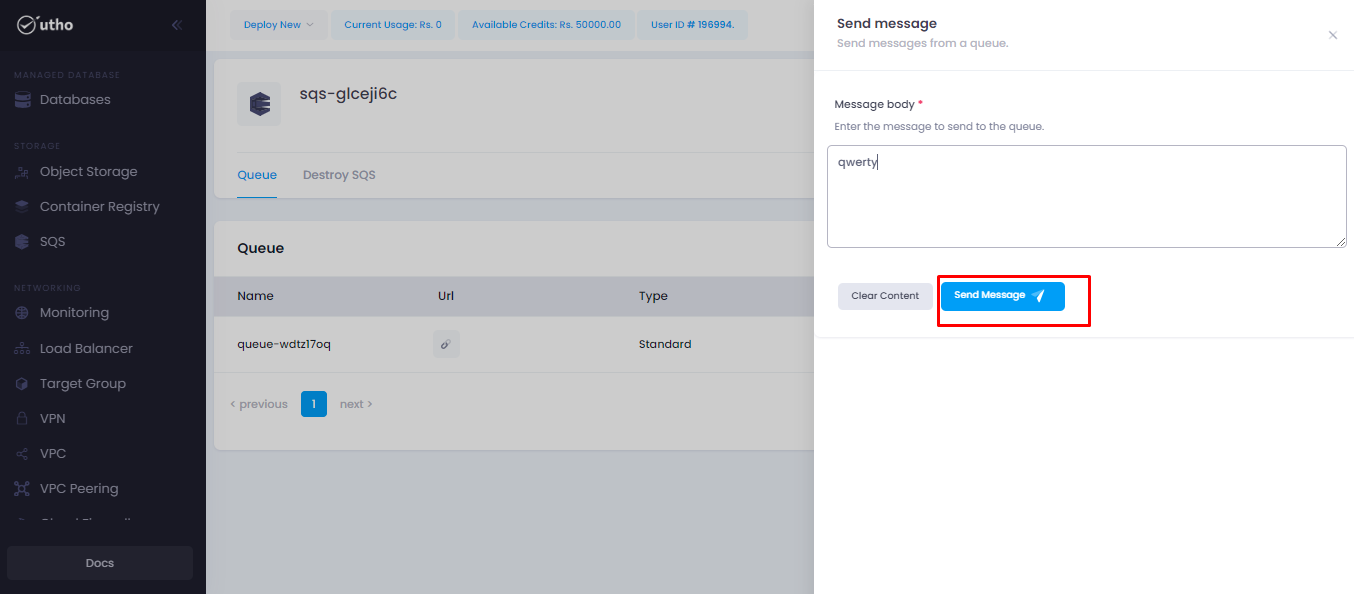 utho
MANAGED DATABASE
Databases
STORAGE
Object Storage
Container Registry
SQS
NETWORKING
Monitoring
Load Balancer
Target Group
VPN
VPC
VPC Peering
Docs
Deploy New
Current Usage: Rs. 0
Available Credits: Rs. 50000.00
User ID # 196994.
sqs-glceji6c
Queue Destroy SQS
Queue
Name Url Type
queue-wdtz17oq Standard
< previous 1 next >
Send message
Send messages from a queue.
Message body *
Enter the message to send to the queue.
qwerty
Clear Content Send Message